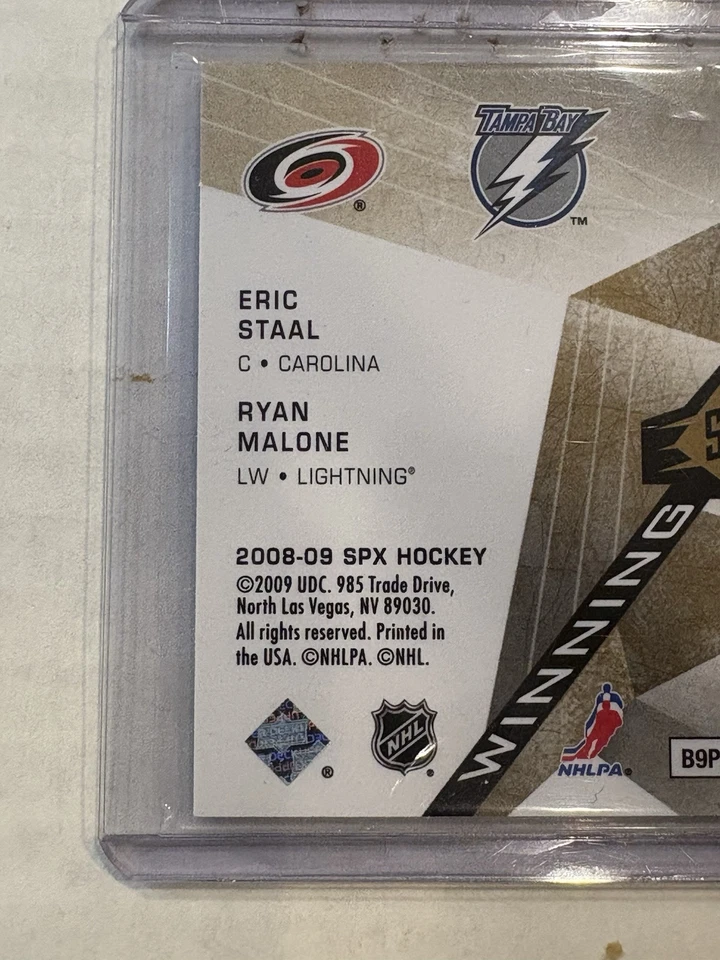 TAMPA BAY
®
TM
ERIC
STAAL
C • CAROLINA
RYAN
MALONE
LW • LIGHTNING®
2008-09 SPX HOCKEY
©2009 UDC. 985 Trade Drive,
North Las Vegas, NV 89030.
All rights reserved. Printed in
the USA. ©NHLPA. ©NHL.
WINNING
®
NHL
®
NHLPA®
B9P